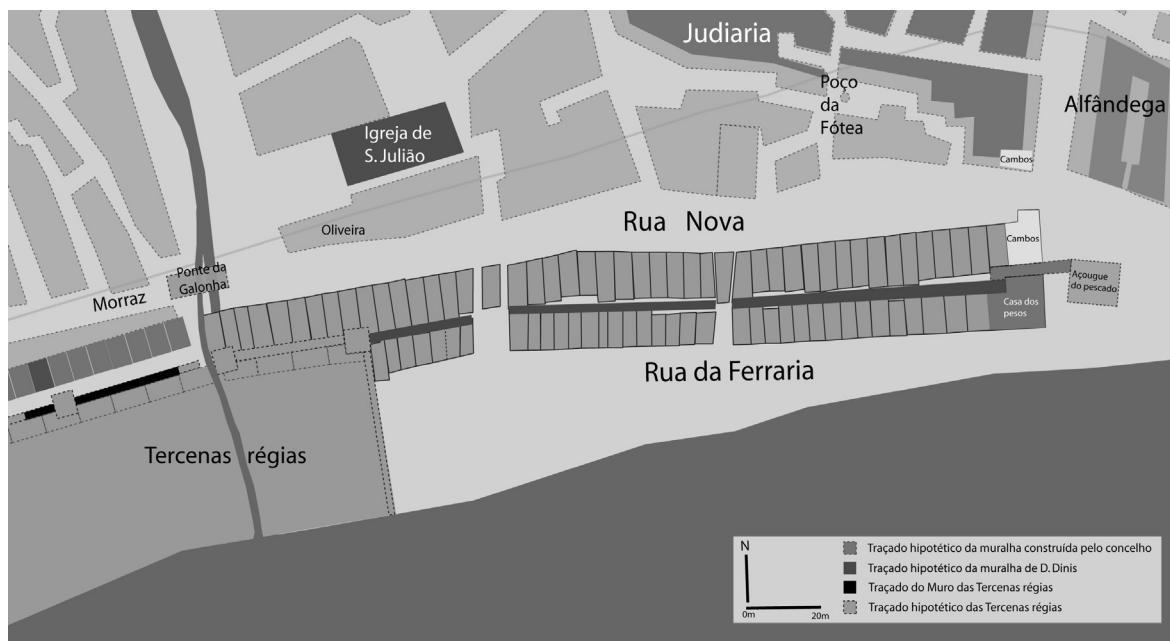 Judiaria
Poço
da
Fótea
Alfândega
Igreja de
S. Julião
Cambos
Rua Nova
Oliveira
Cambos
Ponte da
Galonha
Açougue
do pescado
Morraz
Casa dos
pesos
Rua da Ferraria
Tercenas régias
N
0m 20m
Traçado hipotético da muralha construída pelo concelho
Traçado hipotético da muralha de D. Dinis
Traçado do Muro das Tercenas régias
Traçado hipotético das Tercenas régias